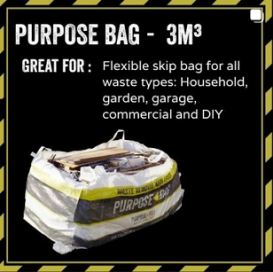 PURPOSE BAG - 3M³
GREAT FOR :
Flexible skip bag for all
waste types: Household,
garden, garage,
commercial and DIY
PURPOSE